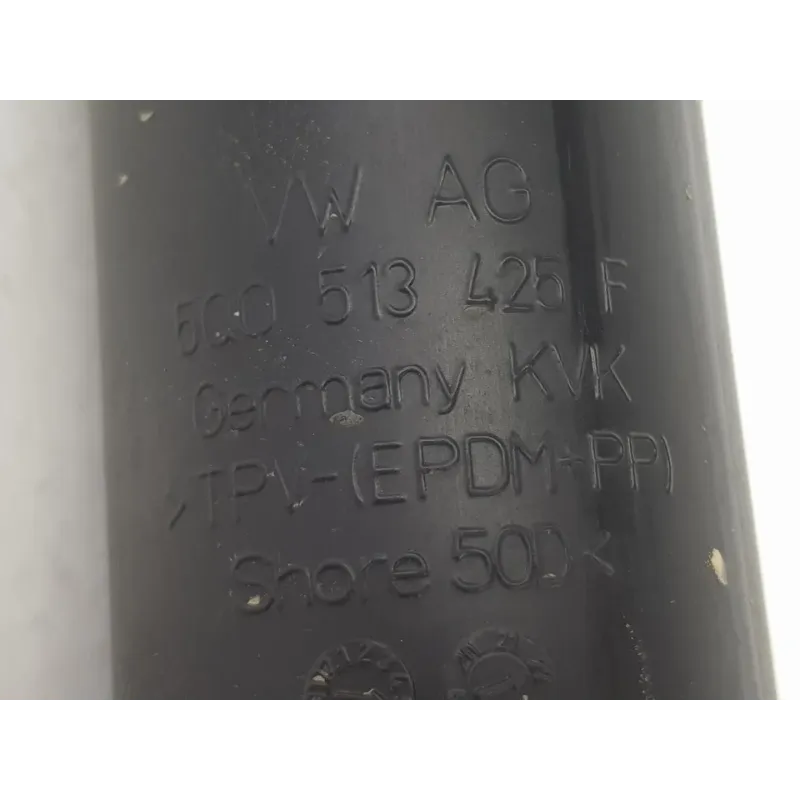 VW AG
5Q0 513 425 F
Germany KVK
>TPV-(EPDM+PP)
Shore 50D<